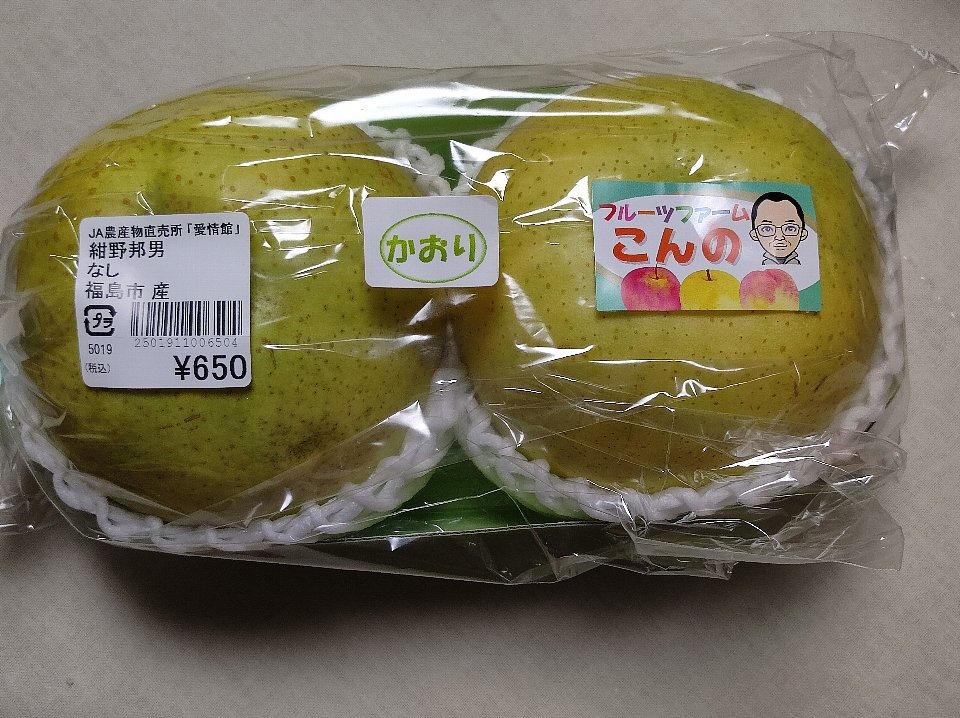 JA農産物直売所「愛情館」
紺野邦男
なし
福島市 産
プラ
2501911006504
5019
(税込)
¥650
かおり
フルーツファーム
こんの